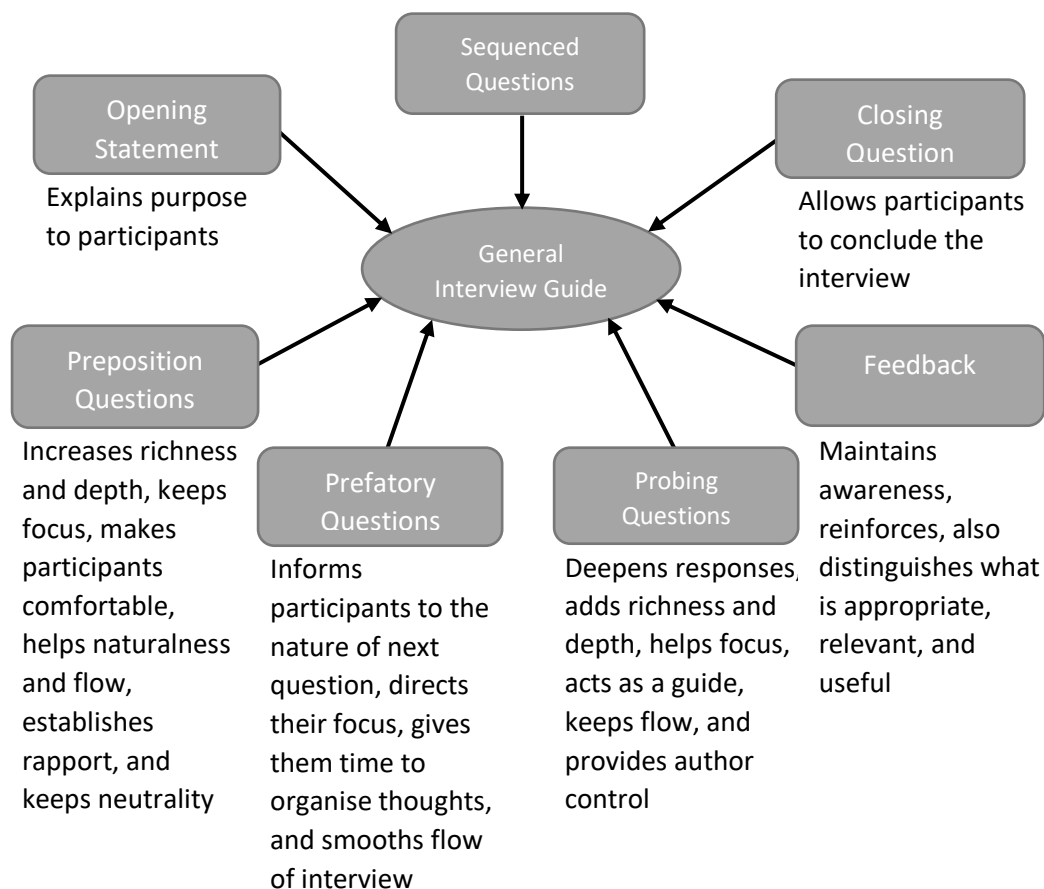 Sequenced
Questions
Opening
Statement
Explains purpose
to participants
Closing
Question
Allows participants
to conclude the
interview
General
Interview Guide
Preposition
Questions
Increases richness
and depth, keeps
focus, makes
participants
comfortable,
helps naturalness
and flow,
establishes
rapport, and
keeps neutrality
Prefatory
Questions
Informs
participants to the
nature of next
question, directs
their focus, gives
them time to
organise thoughts,
and smooths flow
of interview
Probing
Questions
Deepens responses,
adds richness and
depth, helps focus,
acts as a guide,
keeps flow, and
provides author
control
Feedback
Maintains
awareness,
reinforces, also
distinguishes what
is appropriate,
relevant, and
useful